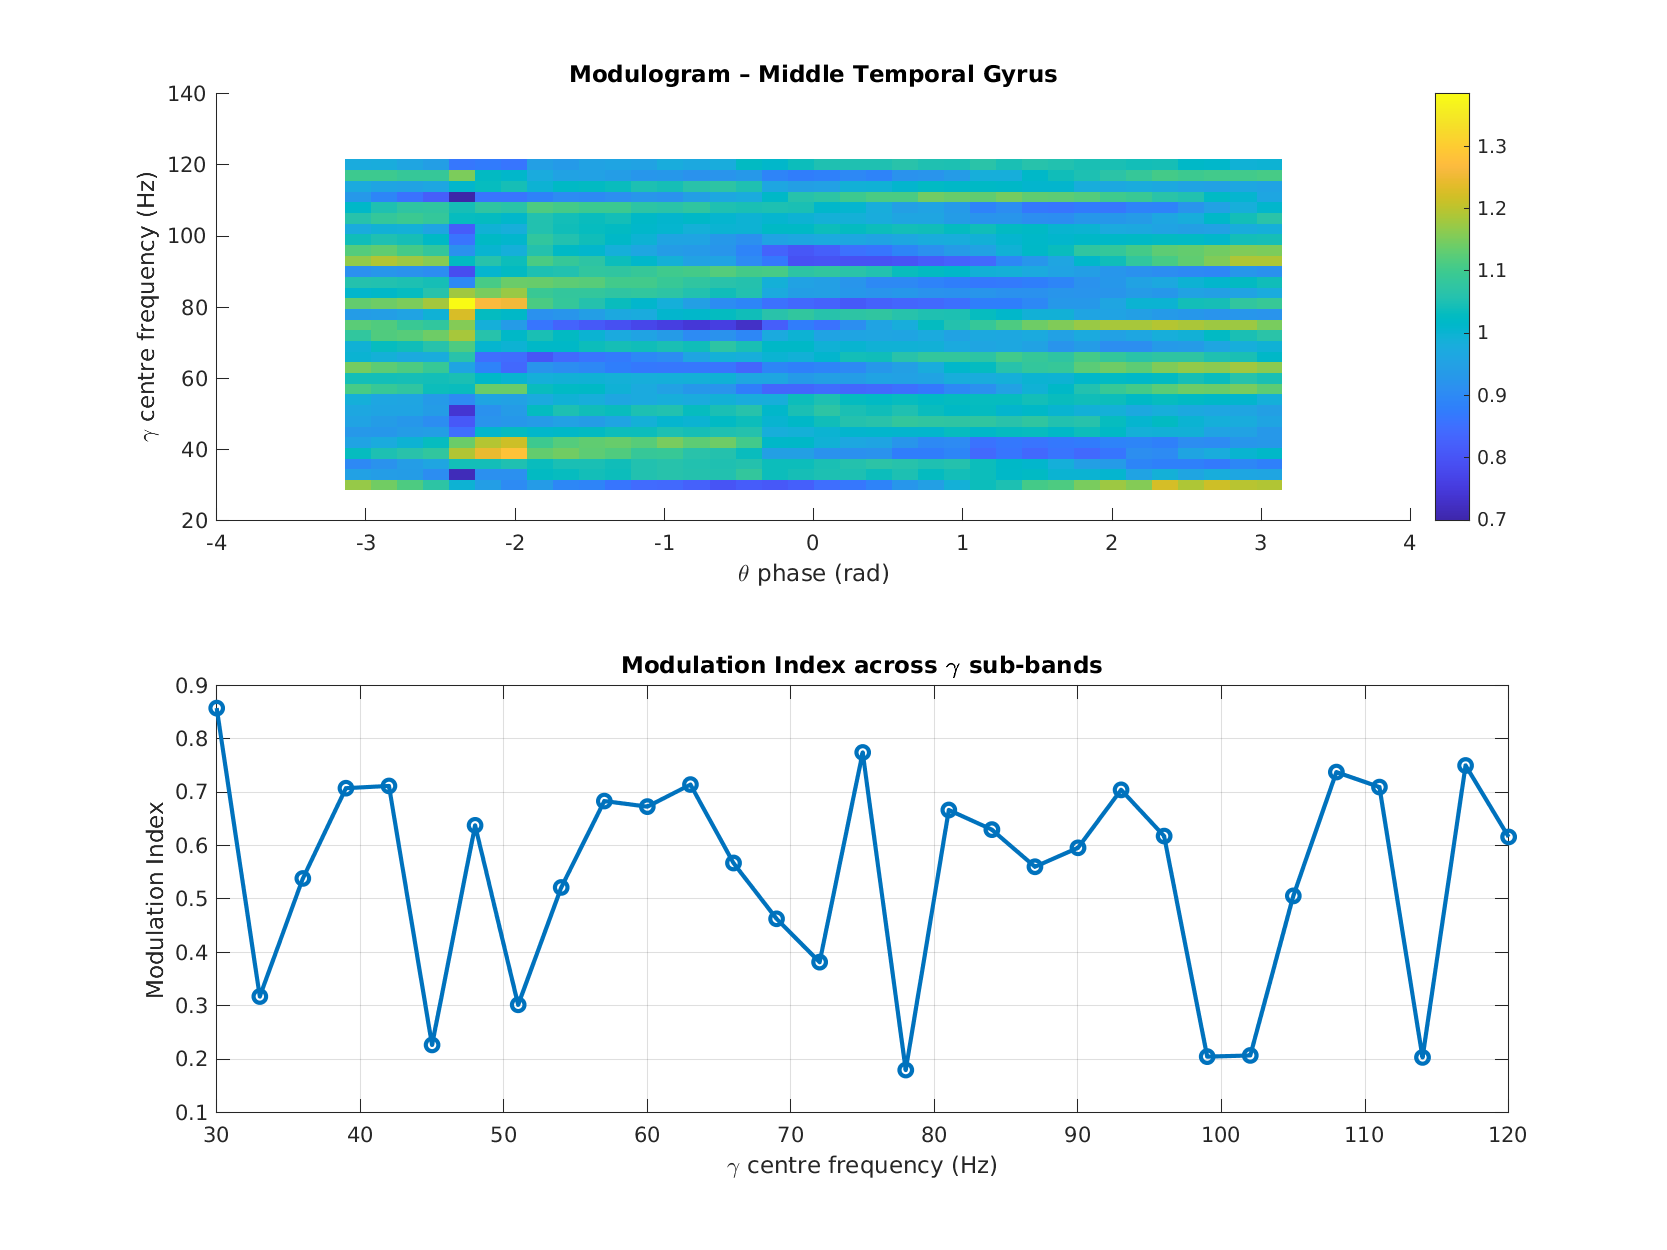 Modulogram – Middle Temporal Gyrus
γ centre frequency (Hz)
140
120
100
80
60
40
20
-4 -3 -2 -1 0 1 2 3 4
θ phase (rad)
1.3
1.2
1.1
1
0.9
0.8
0.7
Modulation Index across γ sub-bands
Modulation Index
0.9
0.8
0.7
0.6
0.5
0.4
0.3
0.2
0.1
30 40 50 60 70 80 90 100 110 120
γ centre frequency (Hz)